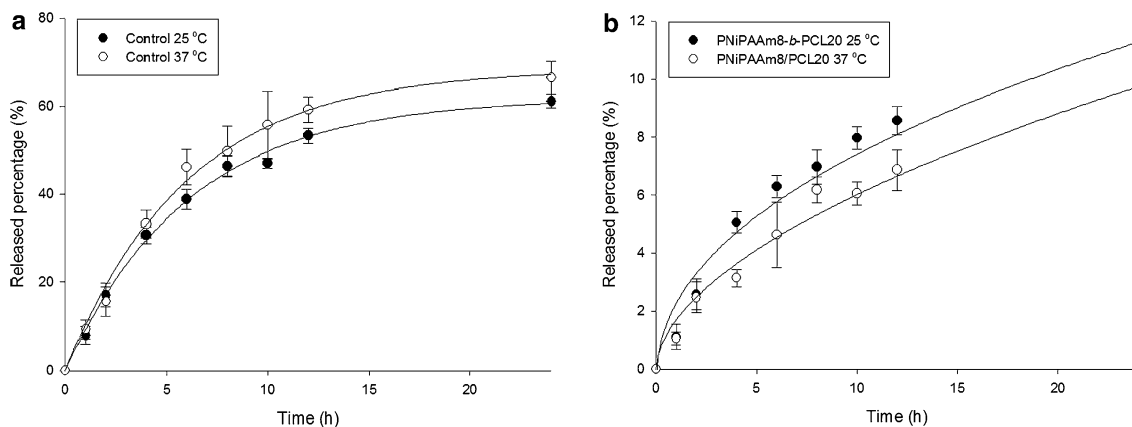 a
80
Control 25 °C
Control 37 °C
60
40
20
0
Released percentage (%)
0 5 10 15 20
Time (h)
b
12
PNiPAAm8-b-PCL20 25 °C
PNiPAAm8/PCL20 37 °C
10
8
6
4
2
0
Released percentage (%)
0 5 10 15 20
Time (h)